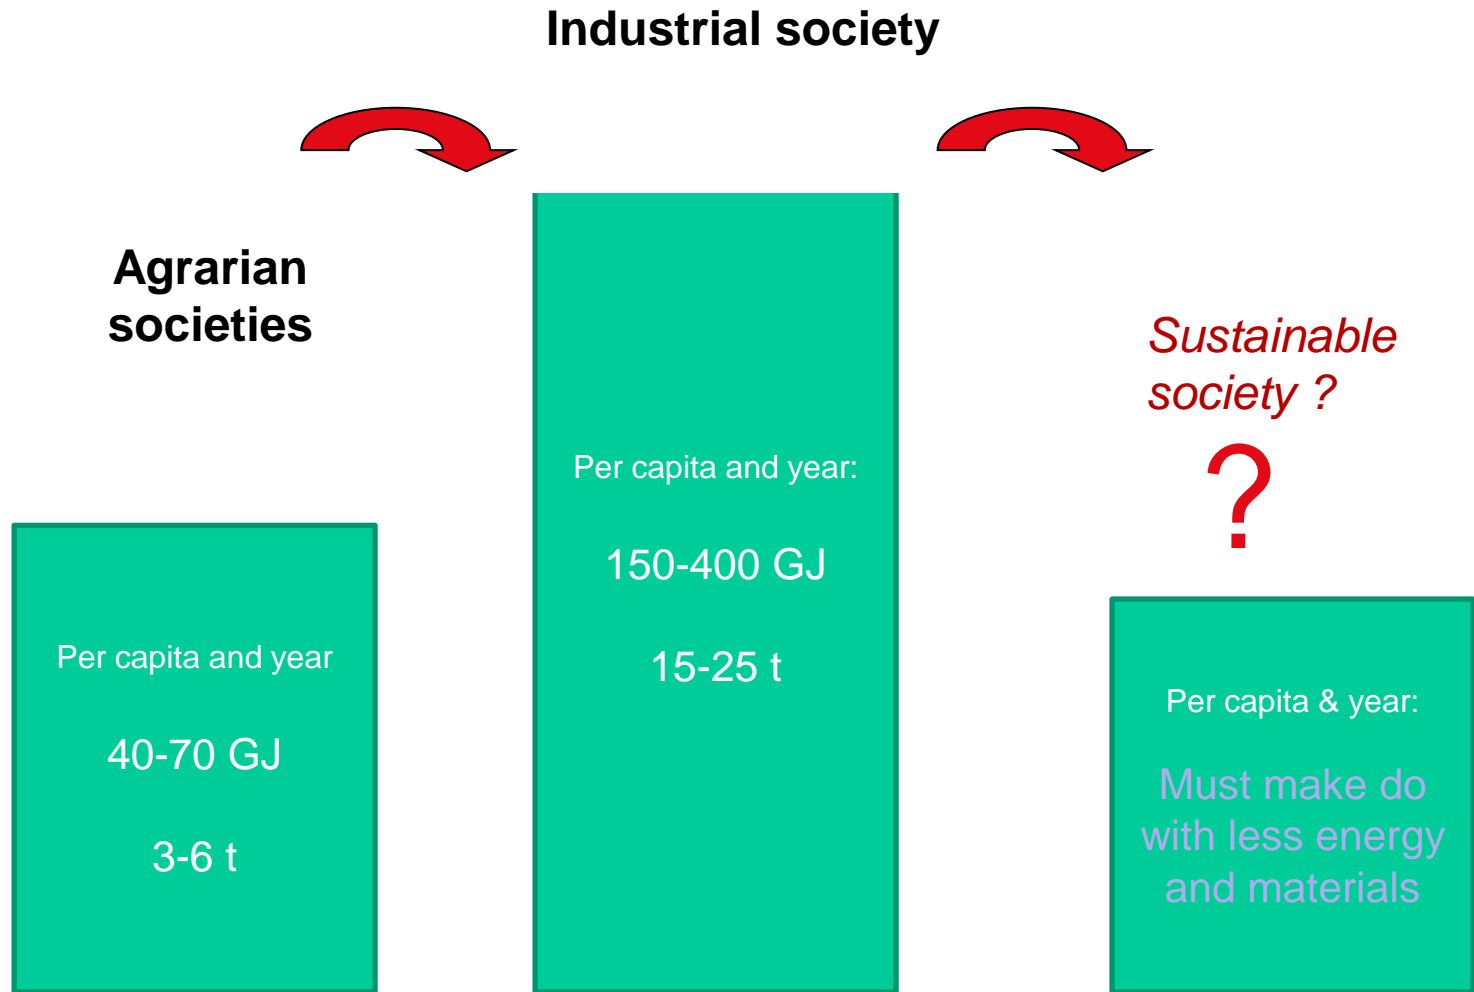 Industrial society
Agrarian
societies
Per capita and year
40-70 GJ
3-6 t
Per capita and year:
150-400 GJ
15-25 t
Sustainable
society ?
?
Per capita & year:
Must make do
with less energy
and materials